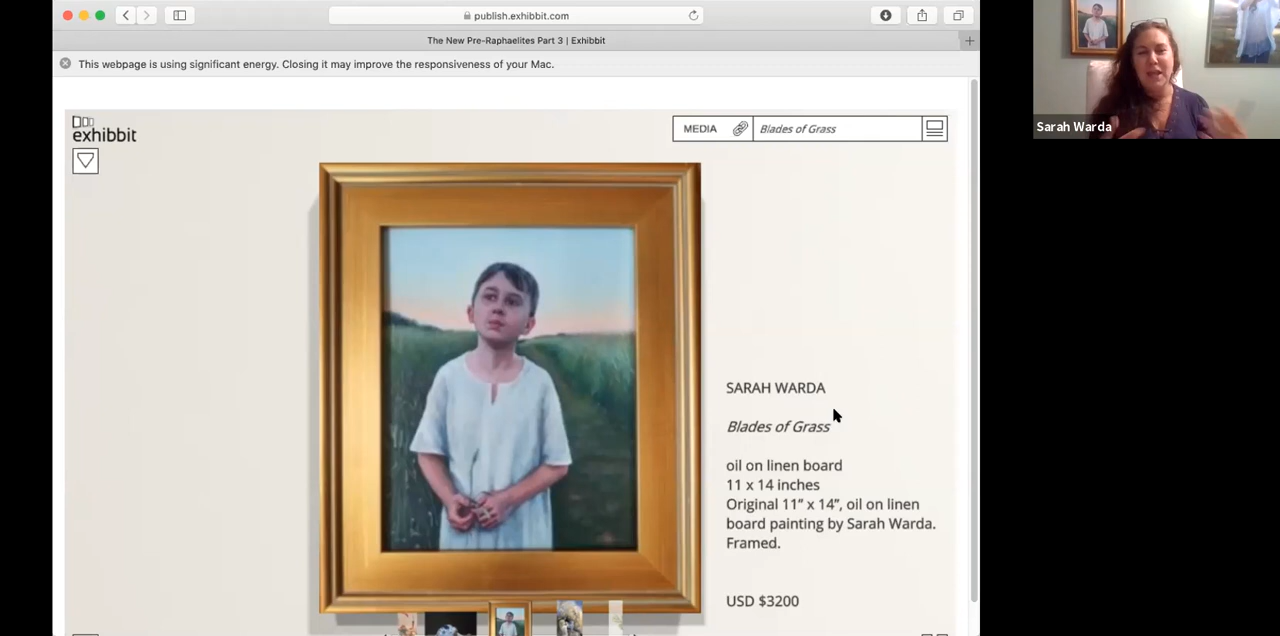 publish.exhibbit.com
The New Pre-Raphaelites Part 3 | Exhibbit
This webpage is using significant energy. Closing it may improve the responsiveness of your Mac.
exhibbit
MEDIA
Blades of Grass
Sarah Warda
SARAH WARDA
Blades of Grass
oil on linen board
11 x 14 inches
Original 11” x 14”, oil on linen
board painting by Sarah Warda.
Framed.
USD $3200